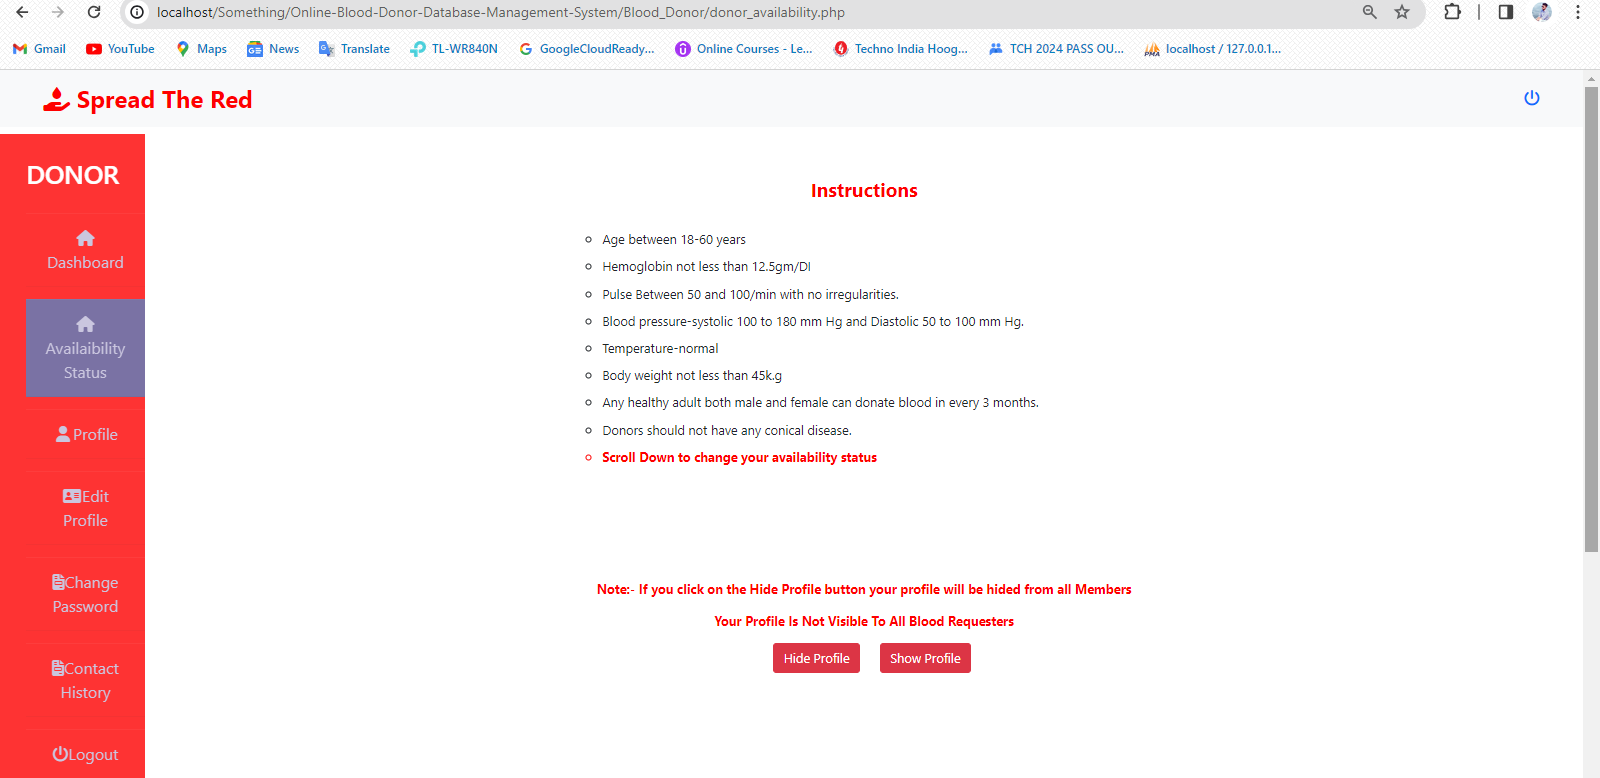 localhost/Something/Online-Blood-Donor-Database-Management-System/Blood_Donor/donor_availability.php
Gmail YouTube Maps News Translate TL-WR840N GoogleCloudReady... Online Courses - Le... Techno India Hoog... TCH 2024 PASS OU... localhost / 127.0.0.1...
Spread The Red
DONOR
Dashboard
Availaibility
Status
Profile
Edit
Profile
Change
Password
Contact
History
Logout
Instructions
Age between 18-60 years
Hemoglobin not less than 12.5gm/DI
Pulse Between 50 and 100/min with no irregularities.
Blood pressure-systolic 100 to 180 mm Hg and Diastolic 50 to 100 mm Hg.
Temperature-normal
Body weight not less than 45k.g
Any healthy adult both male and female can donate blood in every 3 months.
Donors should not have any conical disease.
Scroll Down to change your availability status
Note:- If you click on the Hide Profile button your profile will be hided from all Members
Your Profile Is Not Visible To All Blood Requesters
Hide Profile Show Profile